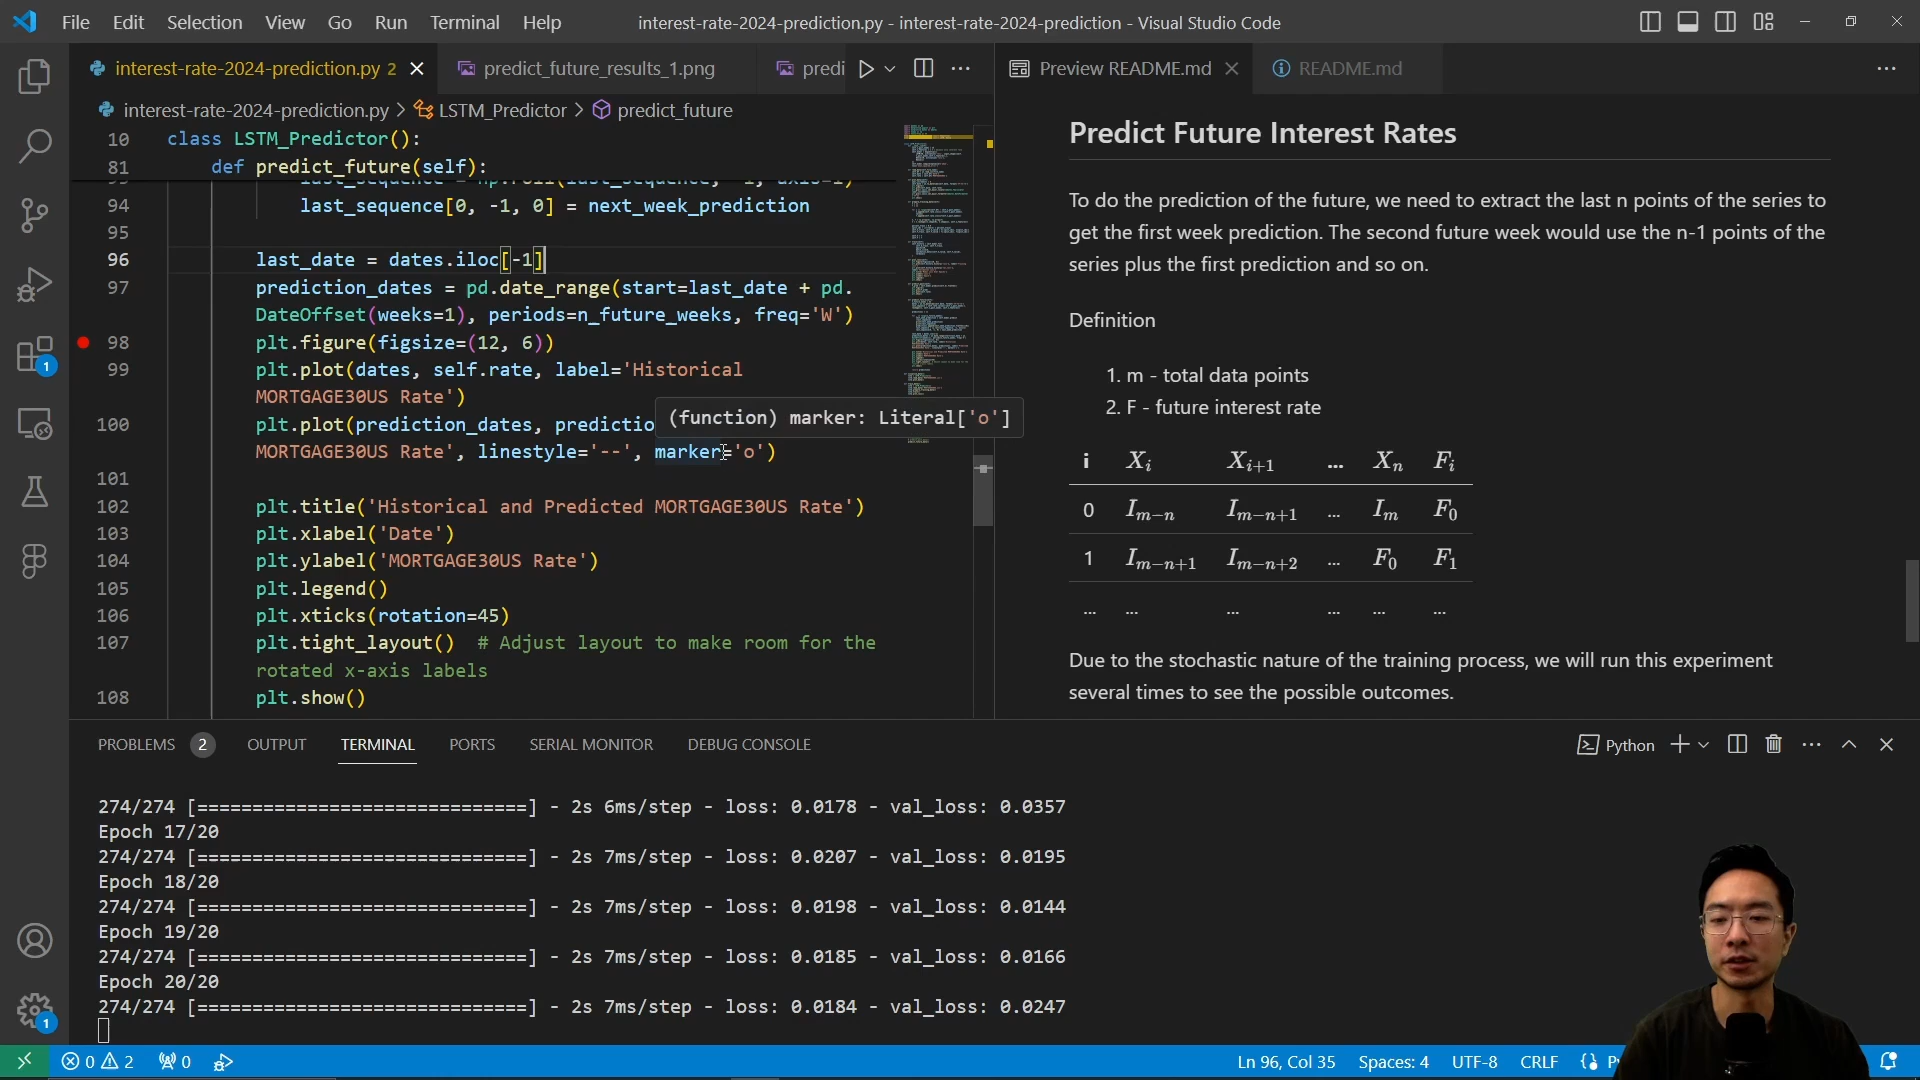 File Edit Selection View Go Run Terminal Help
interest-rate-2024-prediction.py - interest-rate-2024-prediction - Visual Studio Code
interest-rate-2024-prediction.py 2
predict_future_results_1.png
predi
Preview README.md
README.md
interest-rate-2024-prediction.py > LSTM_Predictor > predict_future
10 class LSTM_Predictor():
81 def predict_future(self):
94 last_sequence[0, -1, 0] = next_week_prediction
95
96 last_date = dates.iloc[-1]
97 prediction_dates = pd.date_range(start=last_date + pd.
DateOffset(weeks=1), periods=n_future_weeks, freq='W')
98 plt.figure(figsize=(12, 6))
99 plt.plot(dates, self.rate, label='Historical
MORTGAGE30US Rate')
(function) marker: Literal['o']
100 plt.plot(prediction_dates, predictio
MORTGAGE30US Rate', linestyle='--', marker='o')
101
102 plt.title('Historical and Predicted MORTGAGE30US Rate')
103 plt.xlabel('Date')
104 plt.ylabel('MORTGAGE30US Rate')
105 plt.legend()
106 plt.xticks(rotation=45)
107 plt.tight_layout() # Adjust layout to make room for the
rotated x-axis labels
108 plt.show()
Predict Future Interest Rates
To do the prediction of the future, we need to extract the last n points of the series to
get the first week prediction. The second future week would use the n-1 points of the
series plus the first prediction and so on.
Definition
1. m - total data points
2. F - future interest rate
i X_i X_{i+1} ... X_n F_i
0 I_{m-n} I_{m-n+1} ... I_m F_0
1 I_{m-n+1} I_{m-n+2} ... F_0 F_1
... ... ... ... ... ...
Due to the stochastic nature of the training process, we will run this experiment
several times to see the possible outcomes.
PROBLEMS 2 OUTPUT TERMINAL PORTS SERIAL MONITOR DEBUG CONSOLE
Python
274/274 [==============================] - 2s 6ms/step - loss: 0.0178 - val_loss: 0.0357
Epoch 17/20
274/274 [==============================] - 2s 7ms/step - loss: 0.0207 - val_loss: 0.0195
Epoch 18/20
274/274 [==============================] - 2s 7ms/step - loss: 0.0198 - val_loss: 0.0144
Epoch 19/20
274/274 [==============================] - 2s 7ms/step - loss: 0.0185 - val_loss: 0.0166
Epoch 20/20
274/274 [==============================] - 2s 7ms/step - loss: 0.0184 - val_loss: 0.0247
1
1
0 2 0
Ln 96, Col 35 Spaces: 4 UTF-8 CRLF